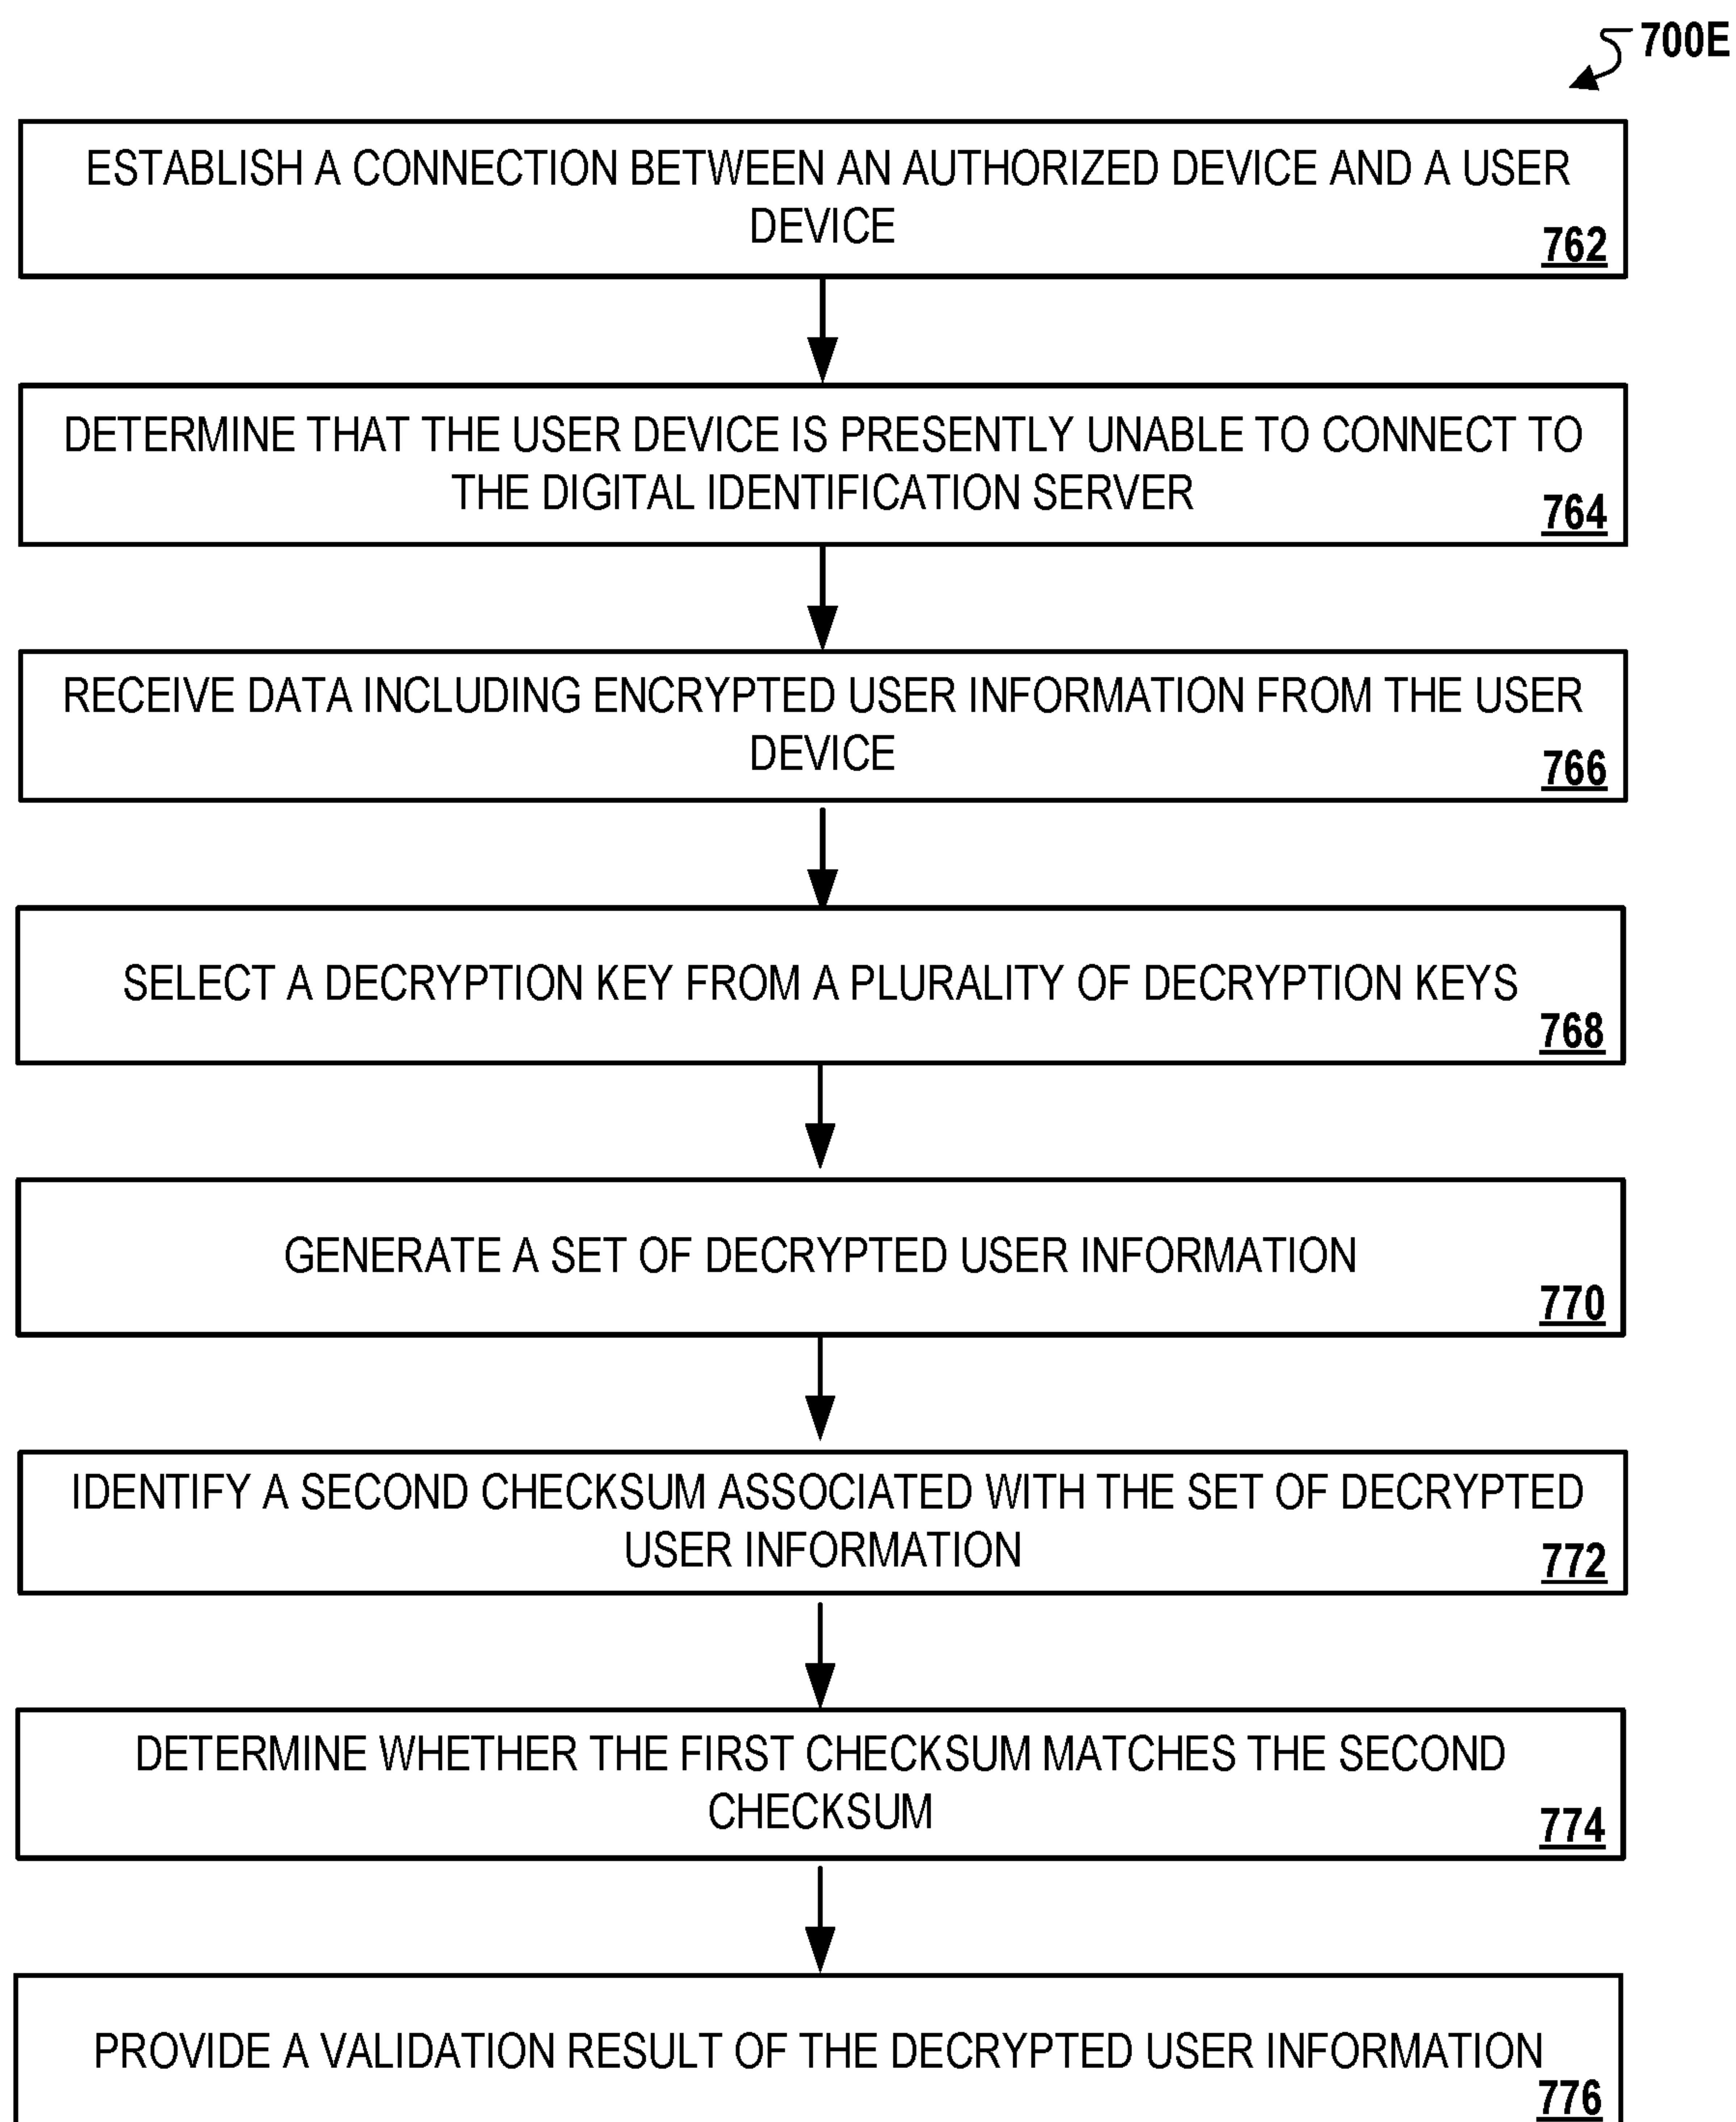 700E
ESTABLISH A CONNECTION BETWEEN AN AUTHORIZED DEVICE AND A USER
DEVICE
762
DETERMINE THAT THE USER DEVICE IS PRESENTLY UNABLE TO CONNECT TO
THE DIGITAL IDENTIFICATION SERVER
764
RECEIVE DATA INCLUDING ENCRYPTED USER INFORMATION FROM THE USER
DEVICE
766
SELECT A DECRYPTION KEY FROM A PLURALITY OF DECRYPTION KEYS
768
GENERATE A SET OF DECRYPTED USER INFORMATION
770
IDENTIFY A SECOND CHECKSUM ASSOCIATED WITH THE SET OF DECRYPTED
USER INFORMATION
772
DETERMINE WHETHER THE FIRST CHECKSUM MATCHES THE SECOND
CHECKSUM
774
PROVIDE A VALIDATION RESULT OF THE DECRYPTED USER INFORMATION
776